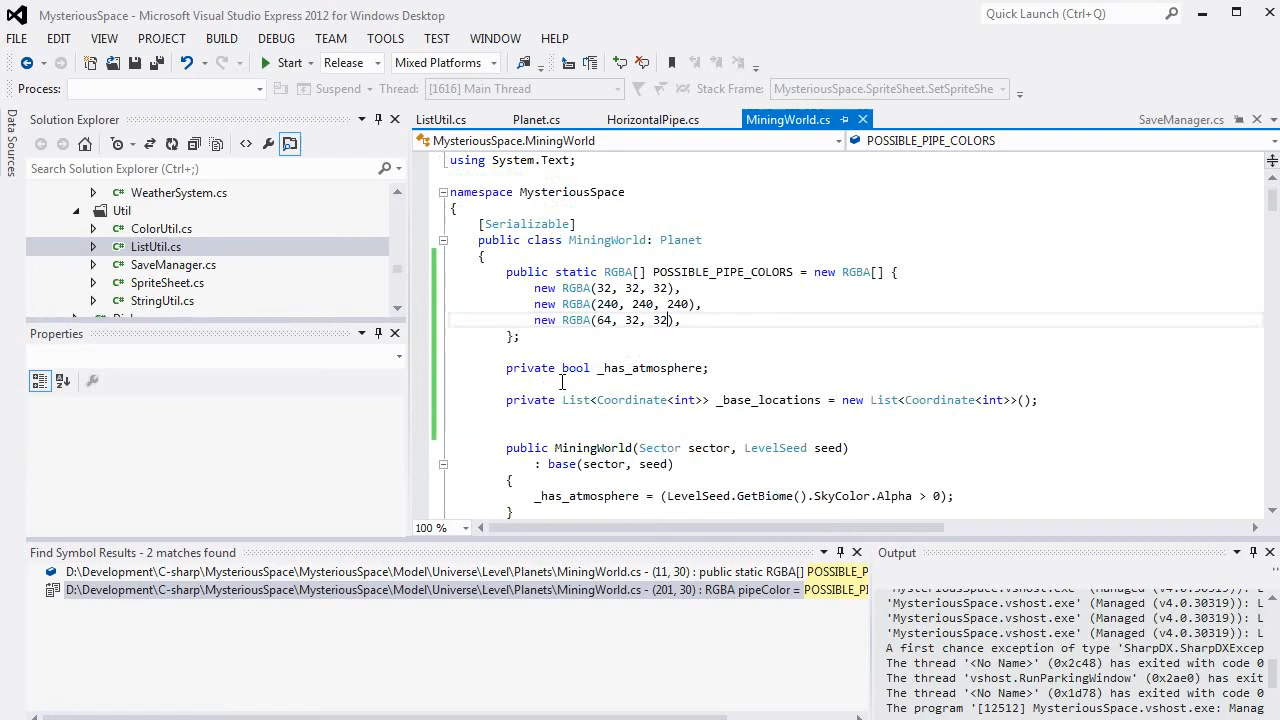 MysteriousSpace - Microsoft Visual Studio Express 2012 for Windows Desktop
Quick Launch (Ctrl+Q)
FILE EDIT VIEW PROJECT BUILD DEBUG TEAM TOOLS TEST WINDOW HELP
Start Release Mixed Platforms
Process: Suspend Thread: [1616] Main Thread Stack Frame: MysteriousSpace.SpriteSheet.SetSpriteShe
Data Sources
Solution Explorer
Search Solution Explorer (Ctrl+;)
WeatherSystem.cs
Util
ColorUtil.cs
ListUtil.cs
SaveManager.cs
SpriteSheet.cs
StringUtil.cs
Properties
ListUtil.cs Planet.cs HorizontalPipe.cs MiningWorld.cs SaveManager.cs
MysteriousSpace.MiningWorld POSSIBLE_PIPE_COLORS
using System.Text;
namespace MysteriousSpace
{
[Serializable]
public class MiningWorld: Planet
{
public static RGBA[] POSSIBLE_PIPE_COLORS = new RGBA[] {
new RGBA(32, 32, 32),
new RGBA(240, 240, 240),
new RGBA(64, 32, 32),
};
private bool _has_atmosphere;
private List<Coordinate<int>> _base_locations = new List<Coordinate<int>>();
public MiningWorld(Sector sector, LevelSeed seed)
: base(sector, seed)
{
_has_atmosphere = (LevelSeed.GetBiome().SkyColor.Alpha > 0);
}
100 %
Find Symbol Results - 2 matches found
D:\Development\C-sharp\MysteriousSpace\MysteriousSpace\Model\Universe\Level\Planets\MiningWorld.cs - (11, 30) : public static RGBA[] POSSIBLE_P
D:\Development\C-sharp\MysteriousSpace\MysteriousSpace\Model\Universe\Level\Planets\MiningWorld.cs - (201, 30) : RGBA pipeColor = POSSIBLE_PI
Output
'MysteriousSpace.vshost.exe' (Managed (v4.0.30319)): L
'MysteriousSpace.vshost.exe' (Managed (v4.0.30319)): L
'MysteriousSpace.vshost.exe' (Managed (v4.0.30319)): L
'MysteriousSpace.vshost.exe' (Managed (v4.0.30319)): L
A first chance exception of type 'SharpDX.SharpDXExcep
The thread '<No Name>' (0x2c48) has exited with code 0
The thread 'vshost.RunParkingWindow' (0x2ae0) has exit
The thread '<No Name>' (0x1d78) has exited with code 0
The program '[12512] MysteriousSpace.vshost.exe: Manag